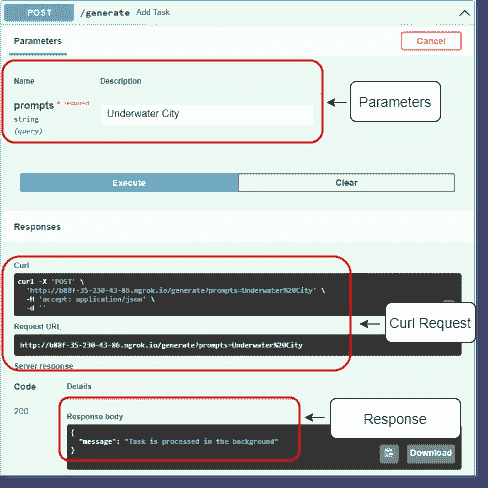 POST /generate Add Task
Parameters
Cancel
Name Description
prompts * required
string
(query)
Underwater City
Parameters
Execute Clear
Responses
Curl
curl -X 'POST' \
'http://b88f-35-230-43-86.ngrok.io/generate?prompts=Underwater%20City' \
-H 'accept: application/json' \
-d ''
Curl Request
Request URL
http://b88f-35-230-43-86.ngrok.io/generate?prompts=Underwater%20City
Server response
Code Details
200
Response body
{
"message": "Task is processed in the background"
}
Response
Download